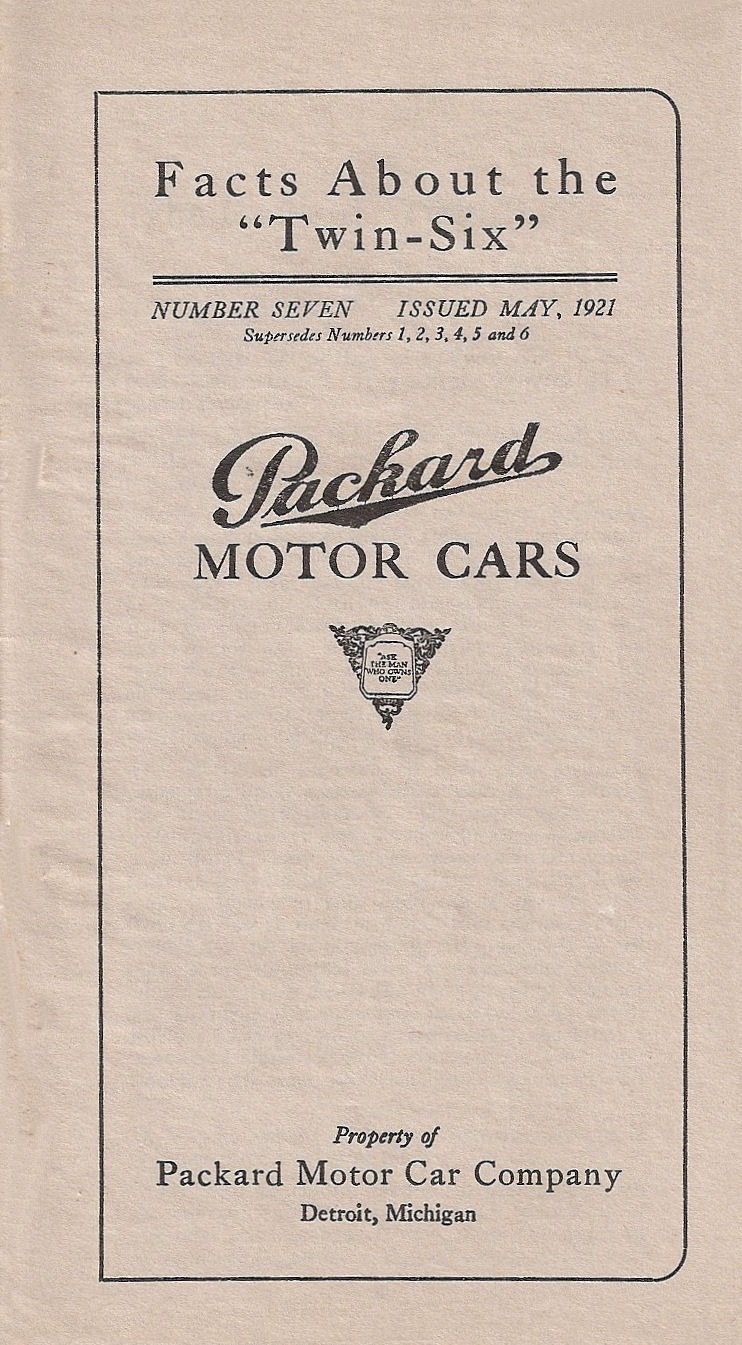 Facts About the
“Twin-Six”
NUMBER SEVEN ISSUED MAY, 1921
Supersedes Numbers 1, 2, 3, 4, 5 and 6
Packard
MOTOR CARS
"ASK
THE MAN
WHO OWNS
ONE"
Property of
Packard Motor Car Company
Detroit, Michigan